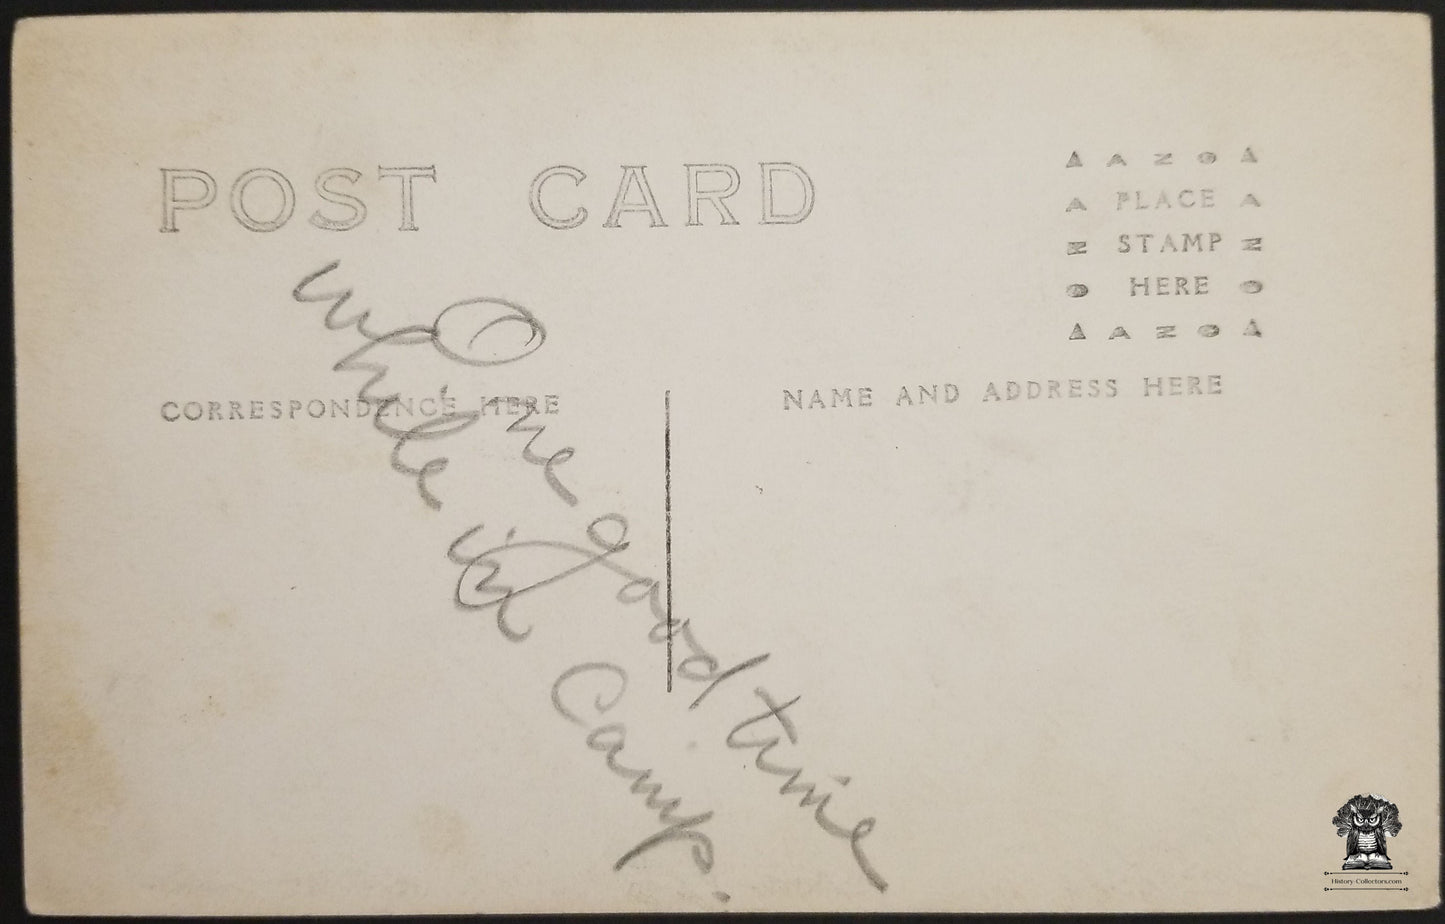 POST CARD
▲ A Z O ▲
A PLACE A
Z STAMP Z
O HERE O
▲ A Z O ▲
CORRESPONDENCE HERE
NAME AND ADDRESS HERE
One good time
while in Camp.
History-Collectors.com